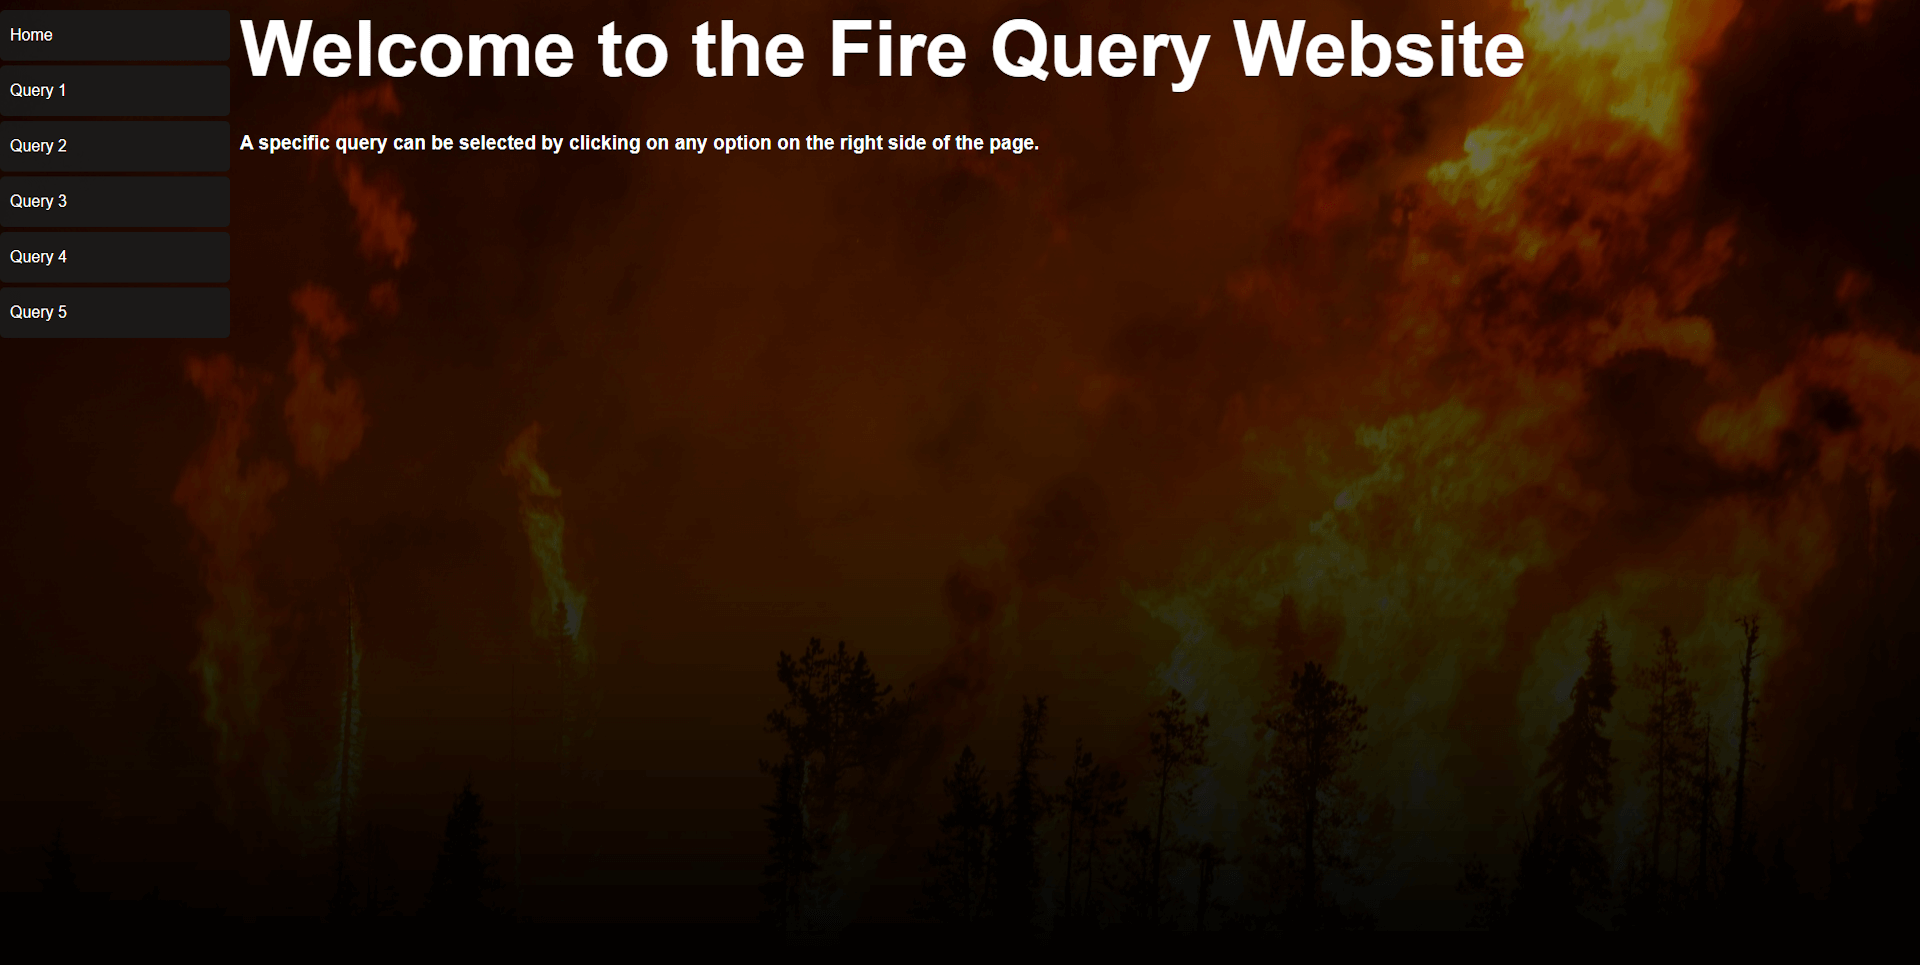 Home
Welcome to the Fire Query Website
Query 1
A specific query can be selected by clicking on any option on the right side of the page.
Query 2
Query 3
Query 4
Query 5